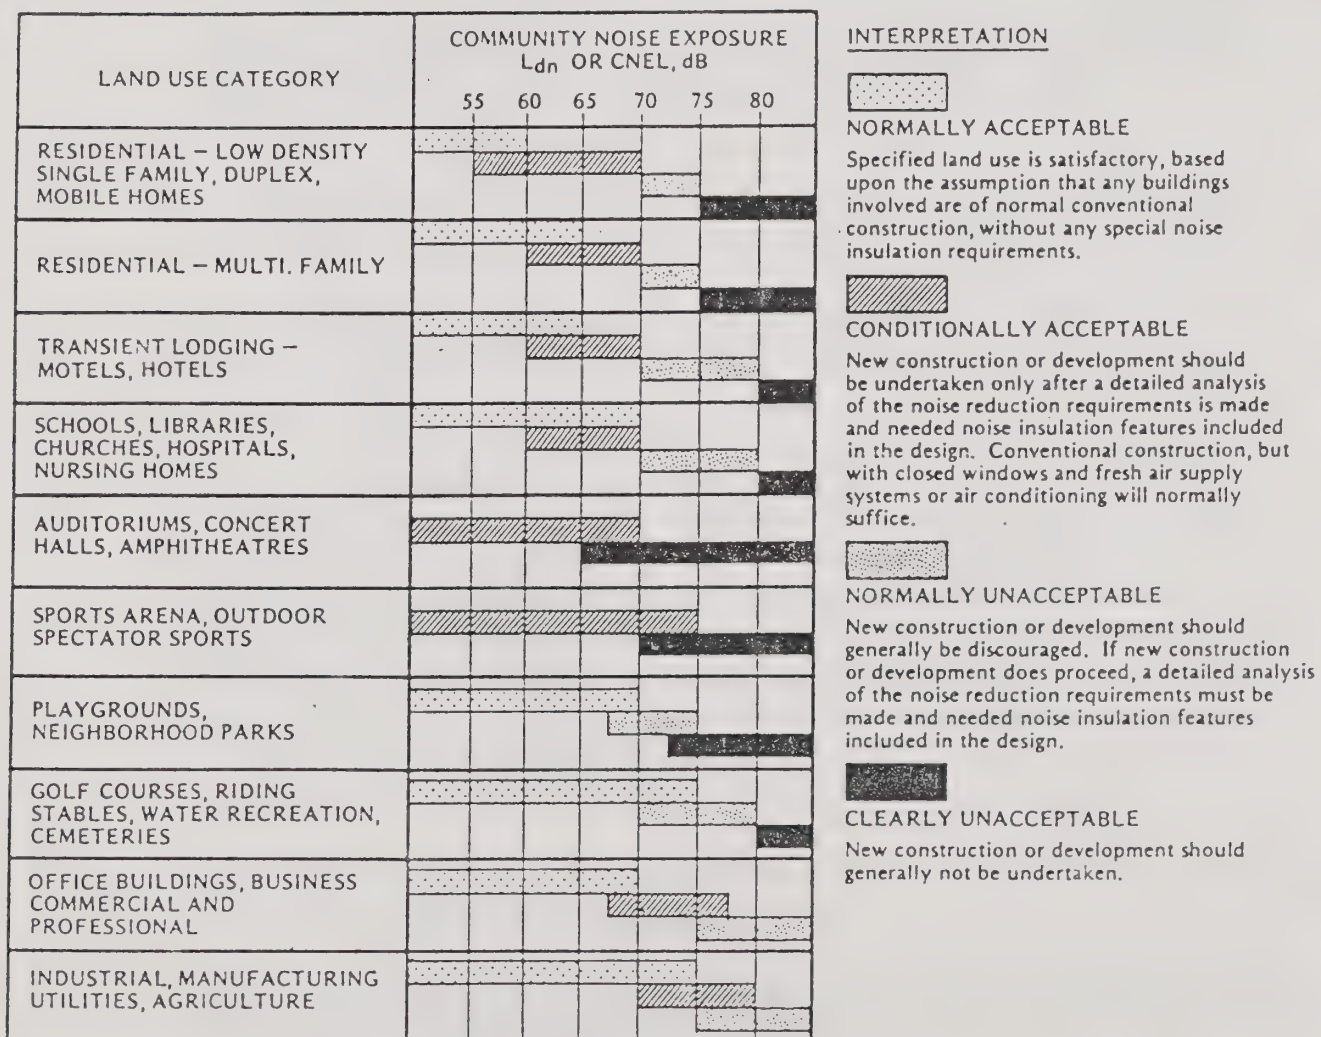 LAND USE CATEGORY
COMMUNITY NOISE EXPOSURE
Ldn OR CNEL, dB
55 60 65 70 75 80
RESIDENTIAL – LOW DENSITY
SINGLE FAMILY, DUPLEX,
MOBILE HOMES
RESIDENTIAL – MULTI. FAMILY
TRANSIENT LODGING –
MOTELS, HOTELS
SCHOOLS, LIBRARIES,
CHURCHES, HOSPITALS,
NURSING HOMES
AUDITORIUMS, CONCERT
HALLS, AMPHITHEATRES
SPORTS ARENA, OUTDOOR
SPECTATOR SPORTS
PLAYGROUNDS,
NEIGHBORHOOD PARKS
GOLF COURSES, RIDING
STABLES, WATER RECREATION,
CEMETERIES
OFFICE BUILDINGS, BUSINESS
COMMERCIAL AND
PROFESSIONAL
INDUSTRIAL, MANUFACTURING
UTILITIES, AGRICULTURE
INTERPRETATION
NORMALLY ACCEPTABLE
Specified land use is satisfactory, based
upon the assumption that any buildings
involved are of normal conventional
construction, without any special noise
insulation requirements.
CONDITIONALLY ACCEPTABLE
New construction or development should
be undertaken only after a detailed analysis
of the noise reduction requirements is made
and needed noise insulation features included
in the design. Conventional construction, but
with closed windows and fresh air supply
systems or air conditioning will normally
suffice.
NORMALLY UNACCEPTABLE
New construction or development should
generally be discouraged. If new construction
or development does proceed, a detailed analysis
of the noise reduction requirements must be
made and needed noise insulation features
included in the design.
CLEARLY UNACCEPTABLE
New construction or development should
generally not be undertaken.